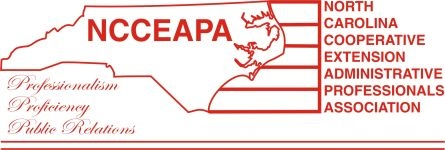 NCCEAPA
NORTH
CAROLINA
COOPERATIVE
EXTENSION
ADMINISTRATIVE
PROFESSIONALS
ASSOCIATION
Professionalism
Proficiency
Public Relations